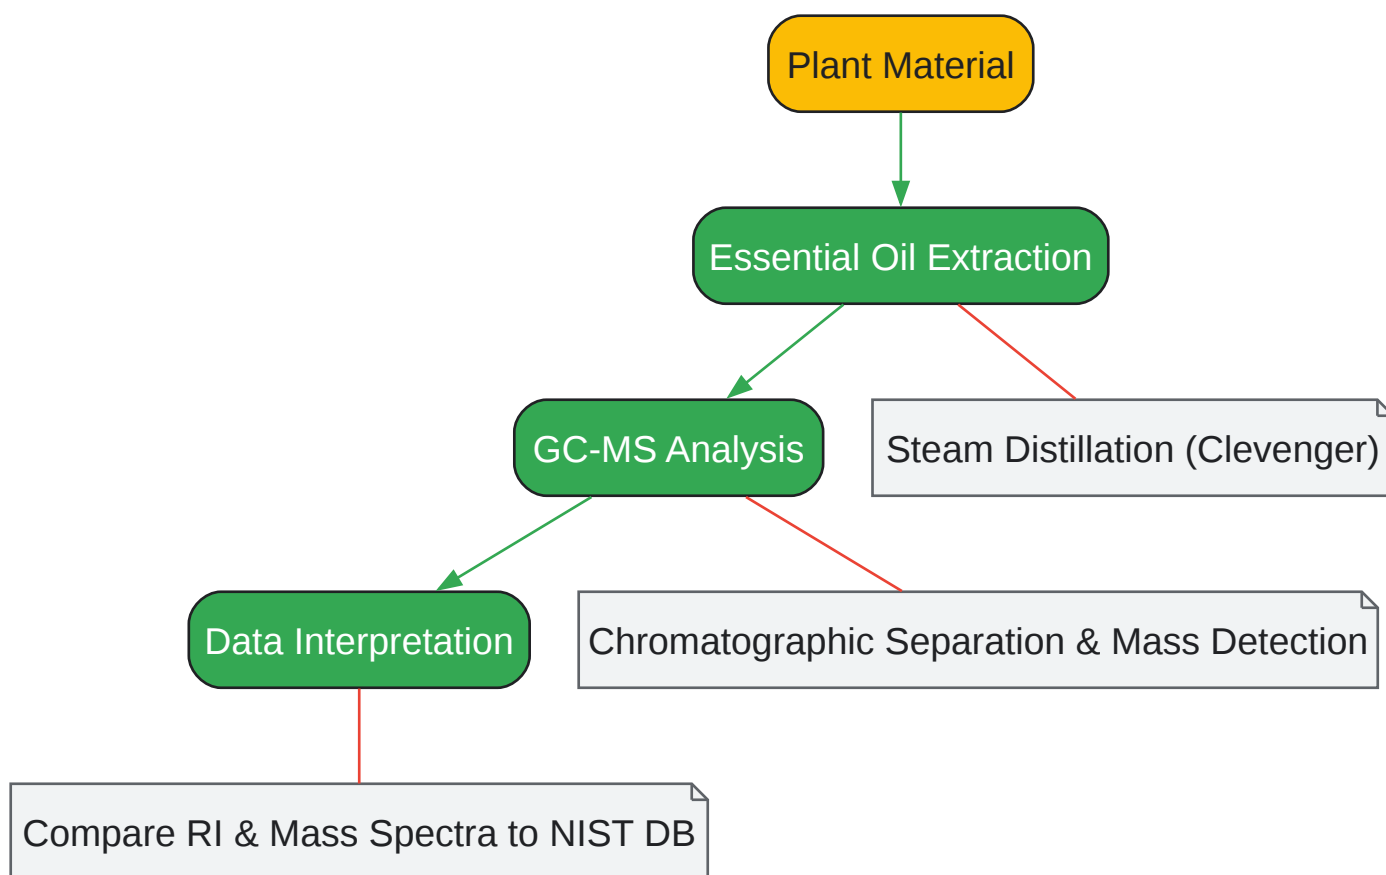 Plant Material
Essential Oil Extraction
GC-MS Analysis
Steam Distillation (Clevenger)
Data Interpretation
Chromatographic Separation & Mass Detection
Compare RI & Mass Spectra to NIST DB